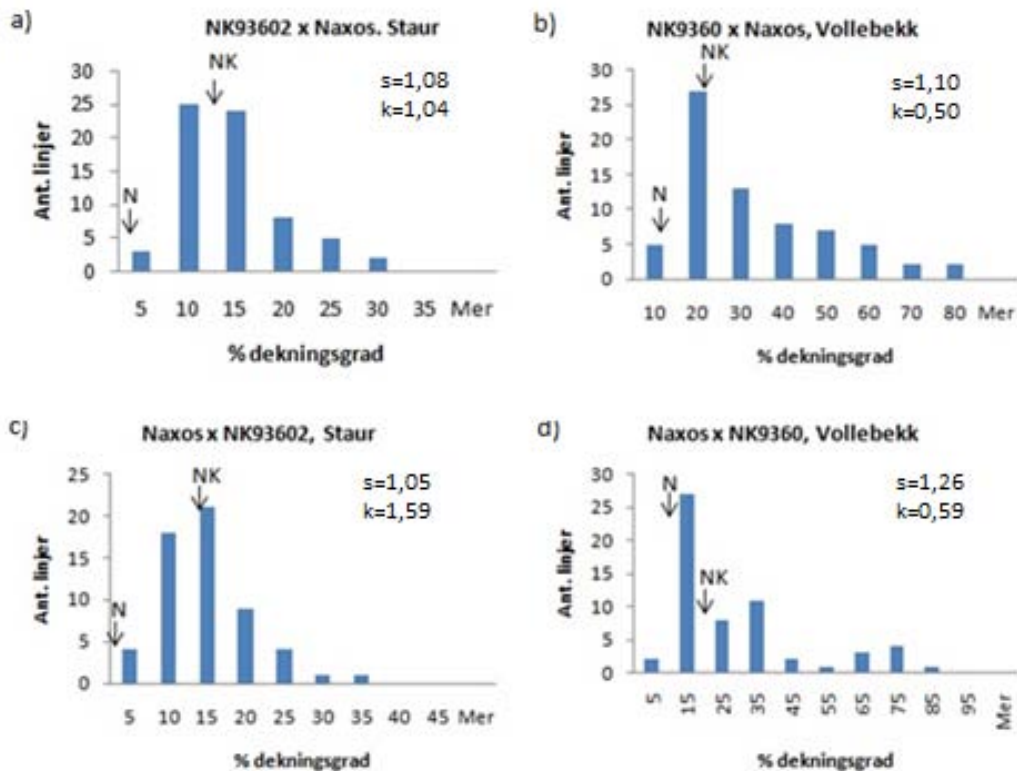 a)
NK93602 x Naxos. Staur
NK
s=1,08
k=1,04
N
Ant. linjer
30
25
20
15
10
5
0
5 10 15 20 25 30 35 Mer
% dekningsgrad
b)
NK9360 x Naxos, Vollebekk
NK
s=1,10
k=0,50
N
Ant. linjer
30
25
20
15
10
5
0
10 20 30 40 50 60 70 80 Mer
% dekningsgrad
c)
Naxos x NK93602, Staur
NK
s=1,05
k=1,59
N
Ant. linjer
25
20
15
10
5
0
5 10 15 20 25 30 35 40 45 Mer
% dekningsgrad
d)
Naxos x NK9360, Vollebekk
N
s=1,26
k=0,59
NK
Ant. linjer
30
25
20
15
10
5
0
5 15 25 35 45 55 65 75 85 95 Mer
% dekningsgrad